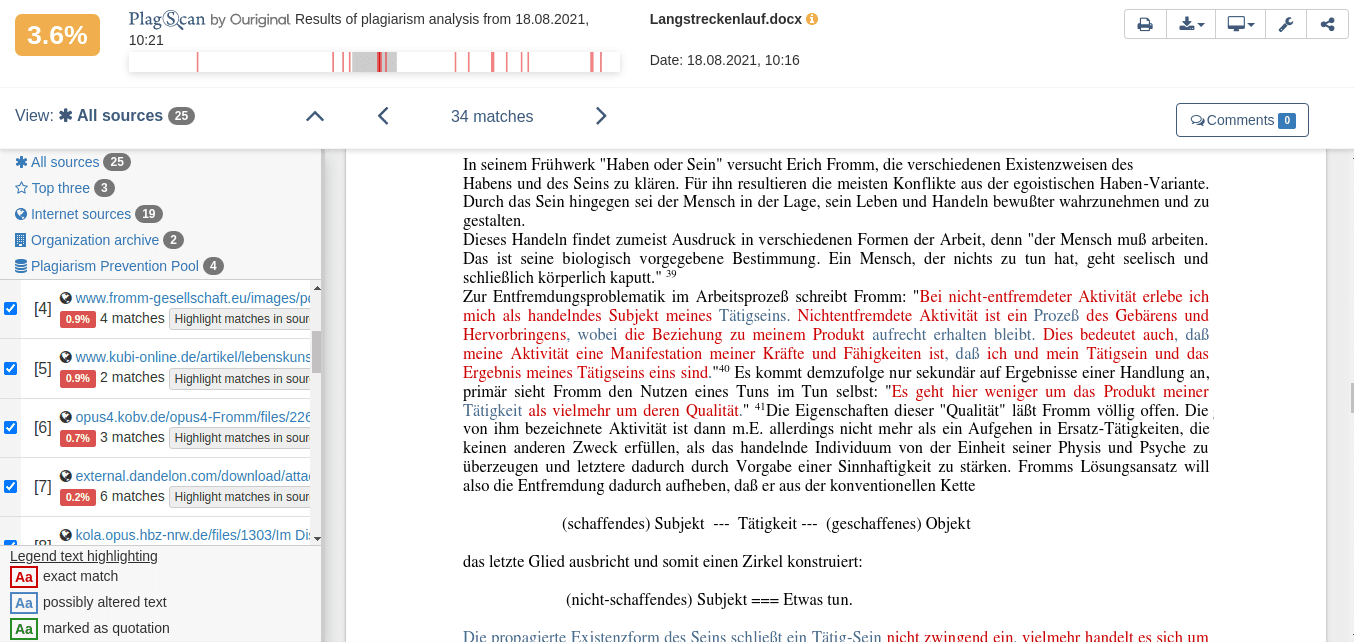 3.6%
PlagScan by Ouriginal Results of plagiarism analysis from 18.08.2021,
10:21
Langstreckenlauf.docx
Date: 18.08.2021, 10:16
View: ✱ All sources 25
34 matches
Comments 0
All sources 25
Top three 3
Internet sources 19
Organization archive 2
Plagiarism Prevention Pool 4
[4] www.fromm-gesellschaft.eu/images/pd
0.9% 4 matches Highlight matches in sour
[5] www.kubi-online.de/artikel/lebenskuns
0.9% 2 matches Highlight matches in sour
[6] opus4.kobv.de/opus4-Fromm/files/226
0.7% 3 matches Highlight matches in sour
[7] external.dandelon.com/download/attac
0.2% 6 matches Highlight matches in sour
[8] kola.opus.hbz-nrw.de/files/1303/Im Dis
Legend text highlighting
Aa exact match
Aa possibly altered text
Aa marked as quotation
In seinem Frühwerk "Haben oder Sein" versucht Erich Fromm, die verschiedenen Existenzweisen des
Habens und des Seins zu klären. Für ihn resultieren die meisten Konflikte aus der egoistischen Haben-Variante.
Durch das Sein hingegen sei der Mensch in der Lage, sein Leben und Handeln bewußter wahrzunehmen und zu
gestalten.
Dieses Handeln findet zumeist Ausdruck in verschiedenen Formen der Arbeit, denn "der Mensch muß arbeiten.
Das ist seine biologisch vorgegebene Bestimmung. Ein Mensch, der nichts zu tun hat, geht seelisch und
schließlich körperlich kaputt." 39
Zur Entfremdungsproblematik im Arbeitsprozeß schreibt Fromm: "Bei nicht-entfremdeter Aktivität erlebe ich
mich als handelndes Subjekt meines Tätigseins. Nichtentfremdete Aktivität ist ein Prozeß des Gebärens und
Hervorbringens, wobei die Beziehung zu meinem Produkt aufrecht erhalten bleibt. Dies bedeutet auch, daß
meine Aktivität eine Manifestation meiner Kräfte und Fähigkeiten ist, daß ich und mein Tätigsein und das
Ergebnis meines Tätigseins eins sind."40 Es kommt demzufolge nur sekundär auf Ergebnisse einer Handlung an,
primär sieht Fromm den Nutzen eines Tuns im Tun selbst: "Es geht hier weniger um das Produkt meiner
Tätigkeit als vielmehr um deren Qualität." 41Die Eigenschaften dieser "Qualität" läßt Fromm völlig offen. Die
von ihm bezeichnete Aktivität ist dann m.E. allerdings nicht mehr als ein Aufgehen in Ersatz-Tätigkeiten, die
keinen anderen Zweck erfüllen, als das handelnde Individuum von der Einheit seiner Physis und Psyche zu
überzeugen und letztere dadurch durch Vorgabe einer Sinnhaftigkeit zu stärken. Fromms Lösungsansatz will
also die Entfremdung dadurch aufheben, daß er aus der konventionellen Kette
(schaffendes) Subjekt --- Tätigkeit --- (geschaffenes) Objekt
das letzte Glied ausbricht und somit einen Zirkel konstruiert:
(nicht-schaffendes) Subjekt === Etwas tun.
Die propagierte Existenzform des Seins schließt ein Tätig-Sein nicht zwingend ein, vielmehr handelt es sich um